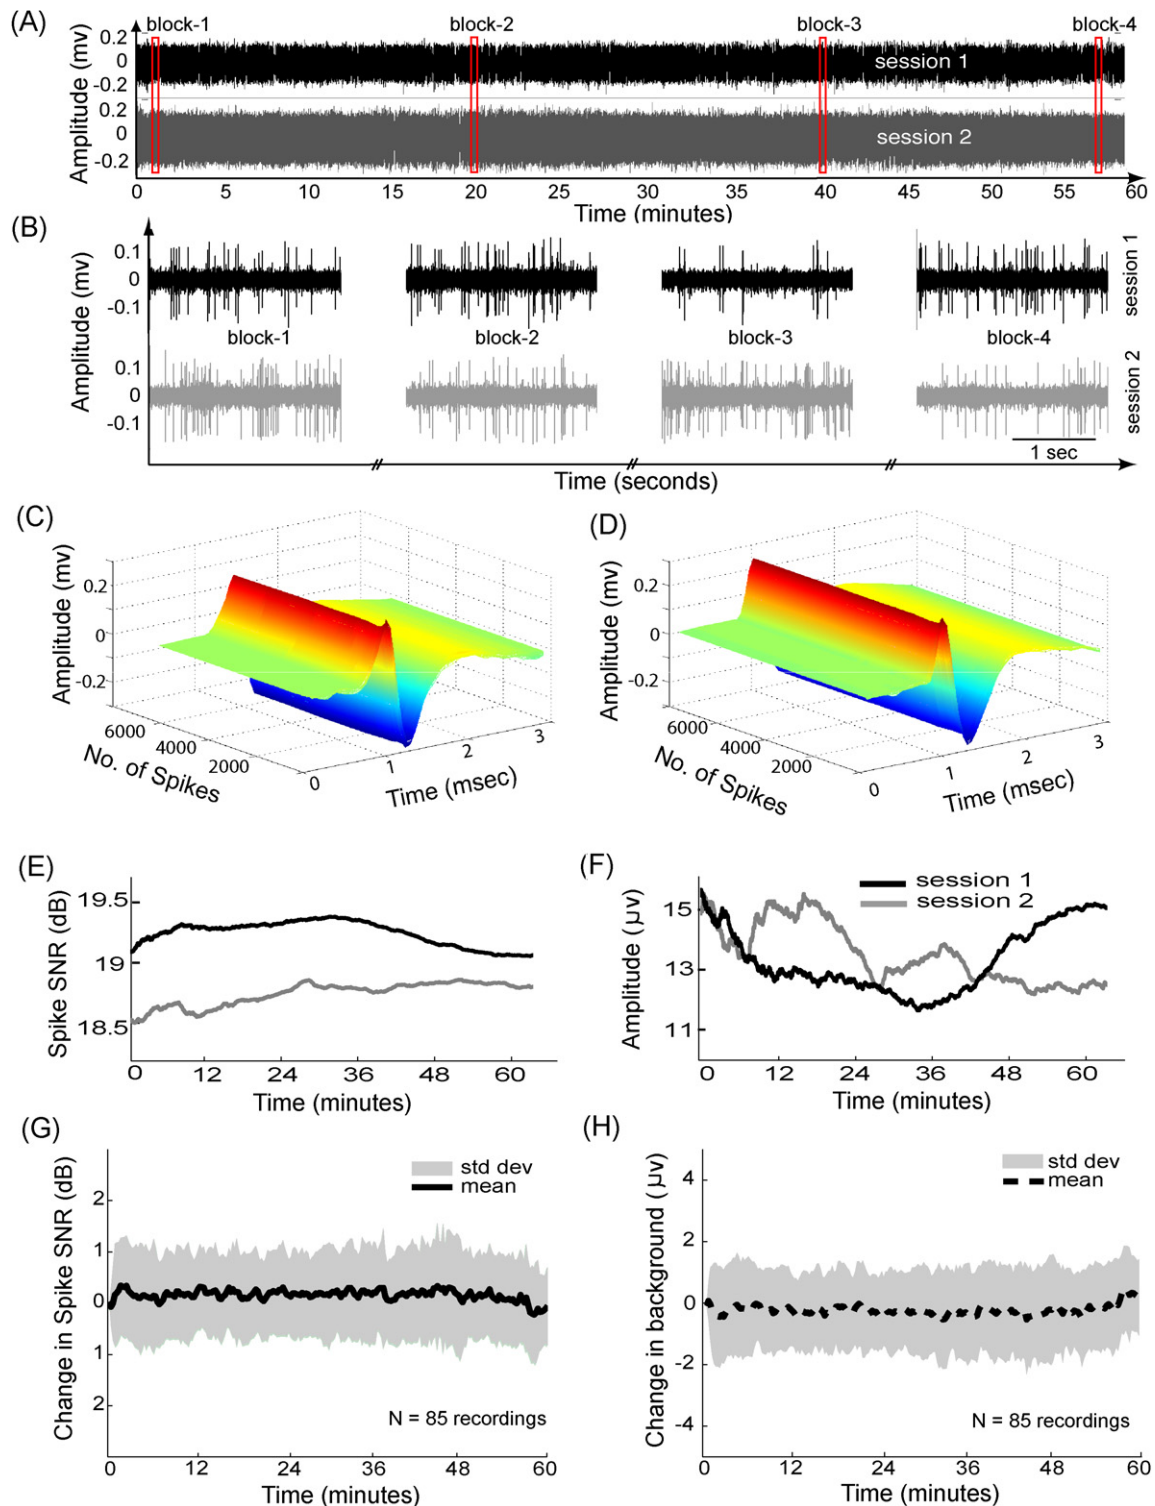 (A)
block-1 block-2 block-3 block-4
Amplitude (mv)
0.2
0
-0.2
session 1
0.2
0
-0.2
session 2
0 5 10 15 20 25 30 35 40 45 50 55 60
Time (minutes)
(B)
Amplitude (mv)
0.1
0
-0.1
session 1
block-1 block-2 block-3 block-4
Amplitude (mv)
0.1
0
-0.1
session 2
1 sec
Time (seconds)
(C)
Amplitude (mv)
0.2
0
-0.2
6000
4000
2000
No. of Spikes
0 1 2 3
Time (msec)
(D)
Amplitude (mv)
0.2
0
-0.2
6000
4000
2000
No. of Spikes
0 1 2 3
Time (msec)
(E)
Spike SNR (dB)
19.5
19
18.5
0 12 24 36 48 60
Time (minutes)
(F)
Amplitude (μv)
15
13
11
session 1
session 2
0 12 24 36 48 60
Time (minutes)
(G)
Change in Spike SNR (dB)
2
1
0
1
2
std dev
mean
N = 85 recordings
0 12 24 36 48 60
Time (minutes)
(H)
Change in background (μv)
4
2
0
-2
-4
std dev
mean
N = 85 recordings
0 12 24 36 48 60
Time (minutes)